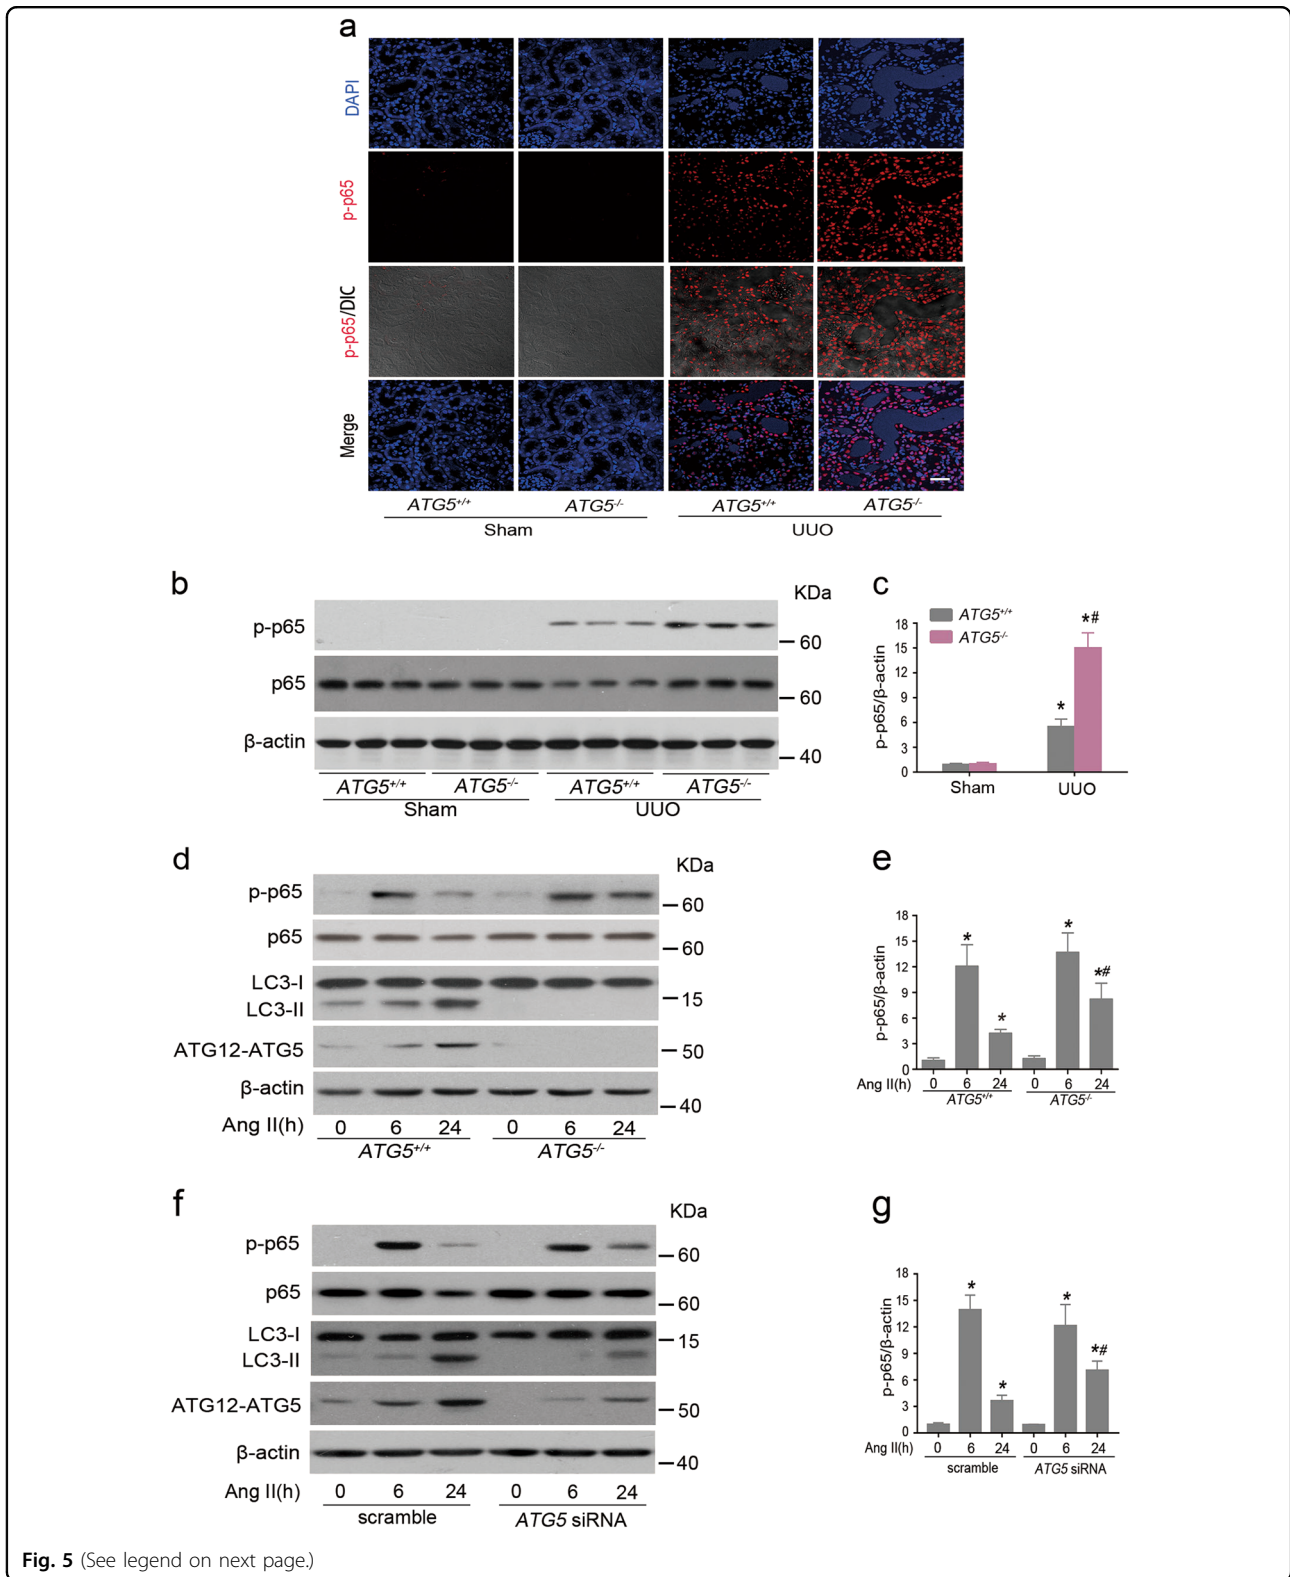 a
DAPI
p-p65
p-p65/DIC
Merge
ATG5+/+ ATG5-/- ATG5+/+ ATG5-/-
Sham UUO
b
KDa
p-p65
60
p65
60
β-actin
40
ATG5+/+ ATG5-/- ATG5+/+ ATG5-/-
Sham UUO
c
ATG5+/+
ATG5-/-
p-p65/β-actin
18
15
12
9
6
3
0
*
*#
Sham UUO
d
KDa
p-p65
60
p65
60
LC3-I
15
LC3-II
ATG12-ATG5
50
β-actin
40
Ang II(h) 0 6 24 0 6 24
ATG5+/+ ATG5-/-
e
p-p65/β-actin
18
15
12
9
6
3
0
* * * *#
Ang II(h) 0 6 24 0 6 24
ATG5+/+ ATG5-/-
f
KDa
p-p65
60
p65
60
LC3-I
15
LC3-II
ATG12-ATG5
50
β-actin
40
Ang II(h) 0 6 24 0 6 24
scramble ATG5 siRNA
g
p-p65/β-actin
18
15
12
9
6
3
0
* * * *#
Ang II(h) 0 6 24 0 6 24
scramble ATG5 siRNA
Fig. 5 (See legend on next page.)